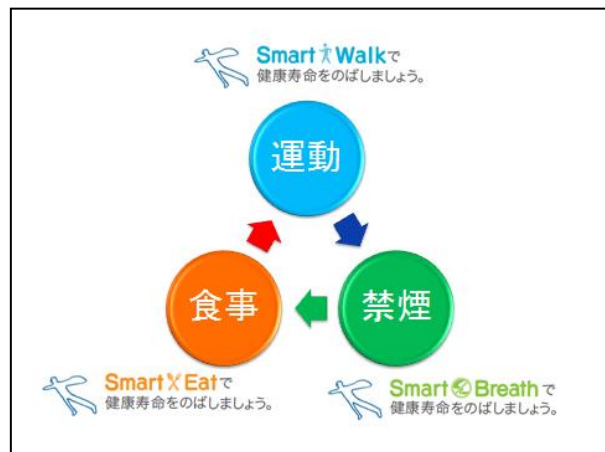 Smart Walkで
健康寿命をのばしましょう。
運動
食事
禁煙
Smart Eatで
健康寿命をのばしましょう。
Smart Breathで
健康寿命をのばしましょう。